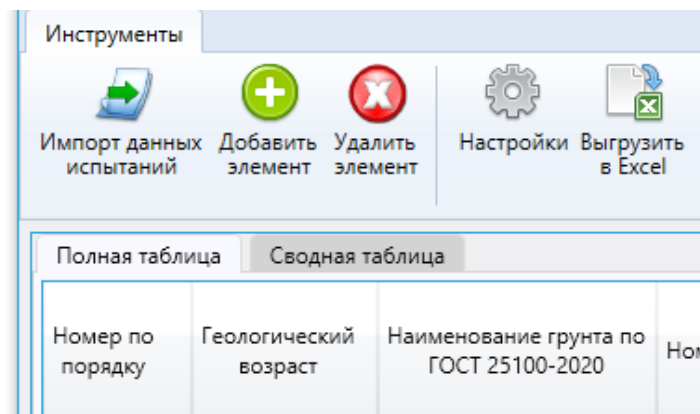 Инструменты
Импорт данных Добавить Удалить Настройки Выгрузить
испытаний элемент элемент в Excel
Полная таблица Сводная таблица
Номер по Геологический Наименование грунта по
порядку возраст ГОСТ 25100-2020